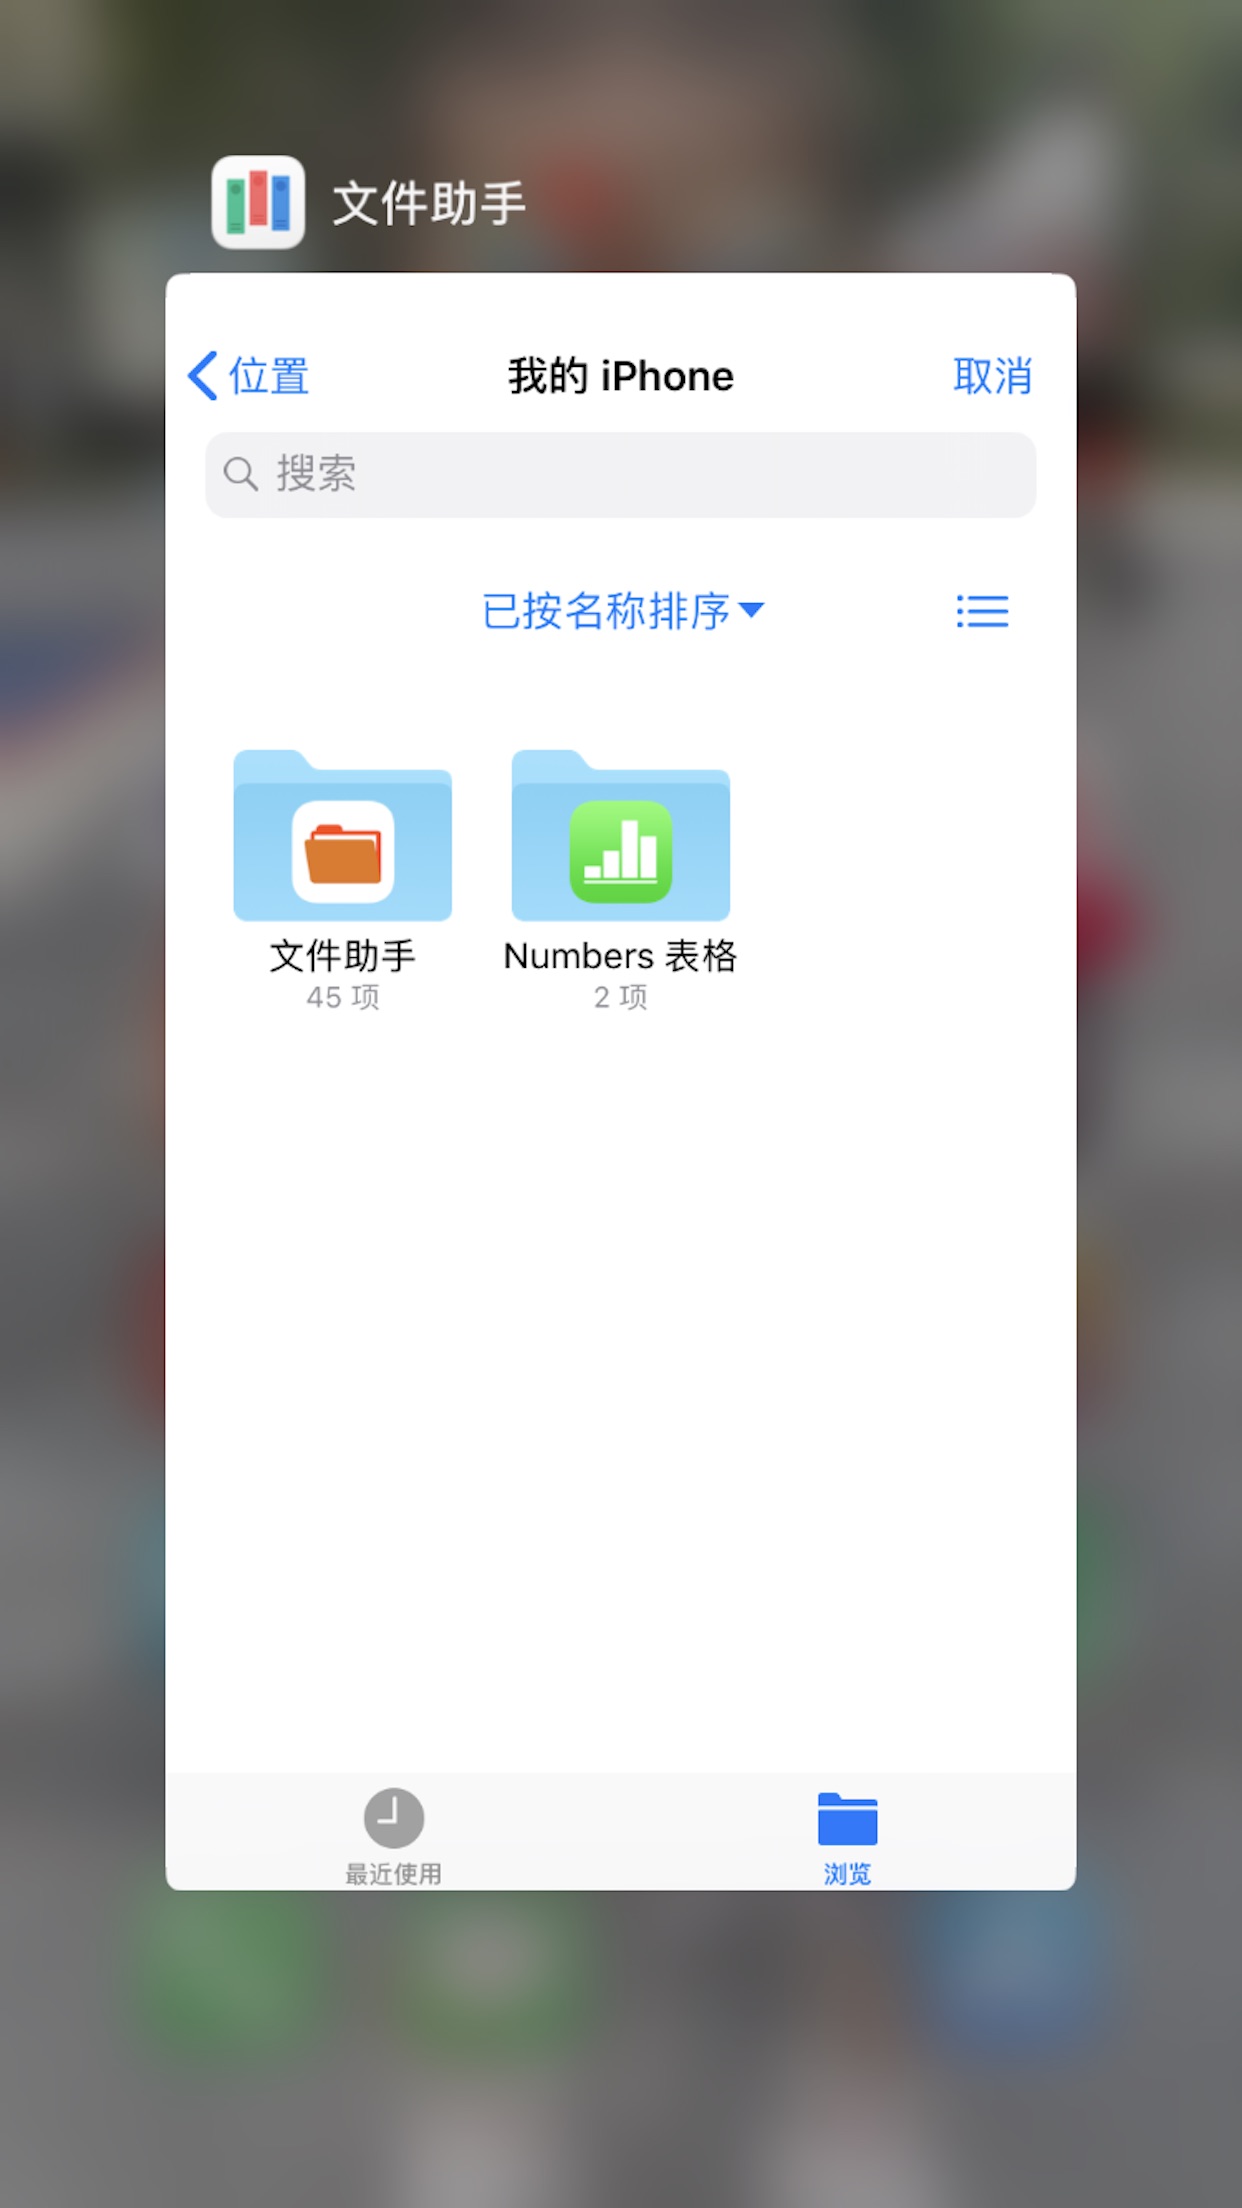 文件助手
位置
我的 iPhone
取消
搜索
已按名称排序
文件助手
45 项
Numbers 表格
2 项
最近使用
浏览